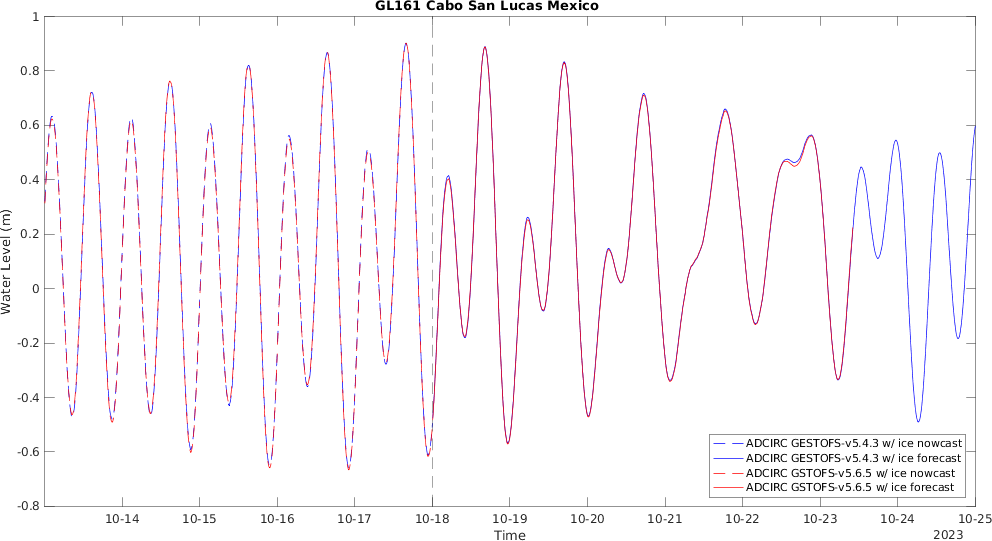 GL161 Cabo San Lucas Mexico
1
0.8
0.6
0.4
0.2
0
-0.2
-0.4
-0.6
-0.8
Water Level (m)
ADCIRC GESTOFS-v5.4.3 w/ ice nowcast
ADCIRC GESTOFS-v5.4.3 w/ ice forecast
ADCIRC GSTOFS-v5.6.5 w/ ice nowcast
ADCIRC GSTOFS-v5.6.5 w/ ice forecast
10-14 10-15 10-16 10-17 10-18 10-19 10-20 10-21 10-22 10-23 10-24 10-25
Time
2023